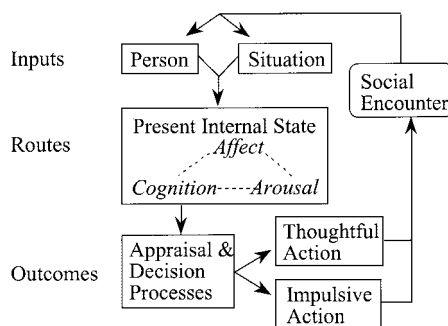 Inputs
Person
Situation
Social
Encounter
Routes
Present Internal State
Affect
Cognition
Arousal
Outcomes
Appraisal &
Decision
Processes
Thoughtful
Action
Impulsive
Action